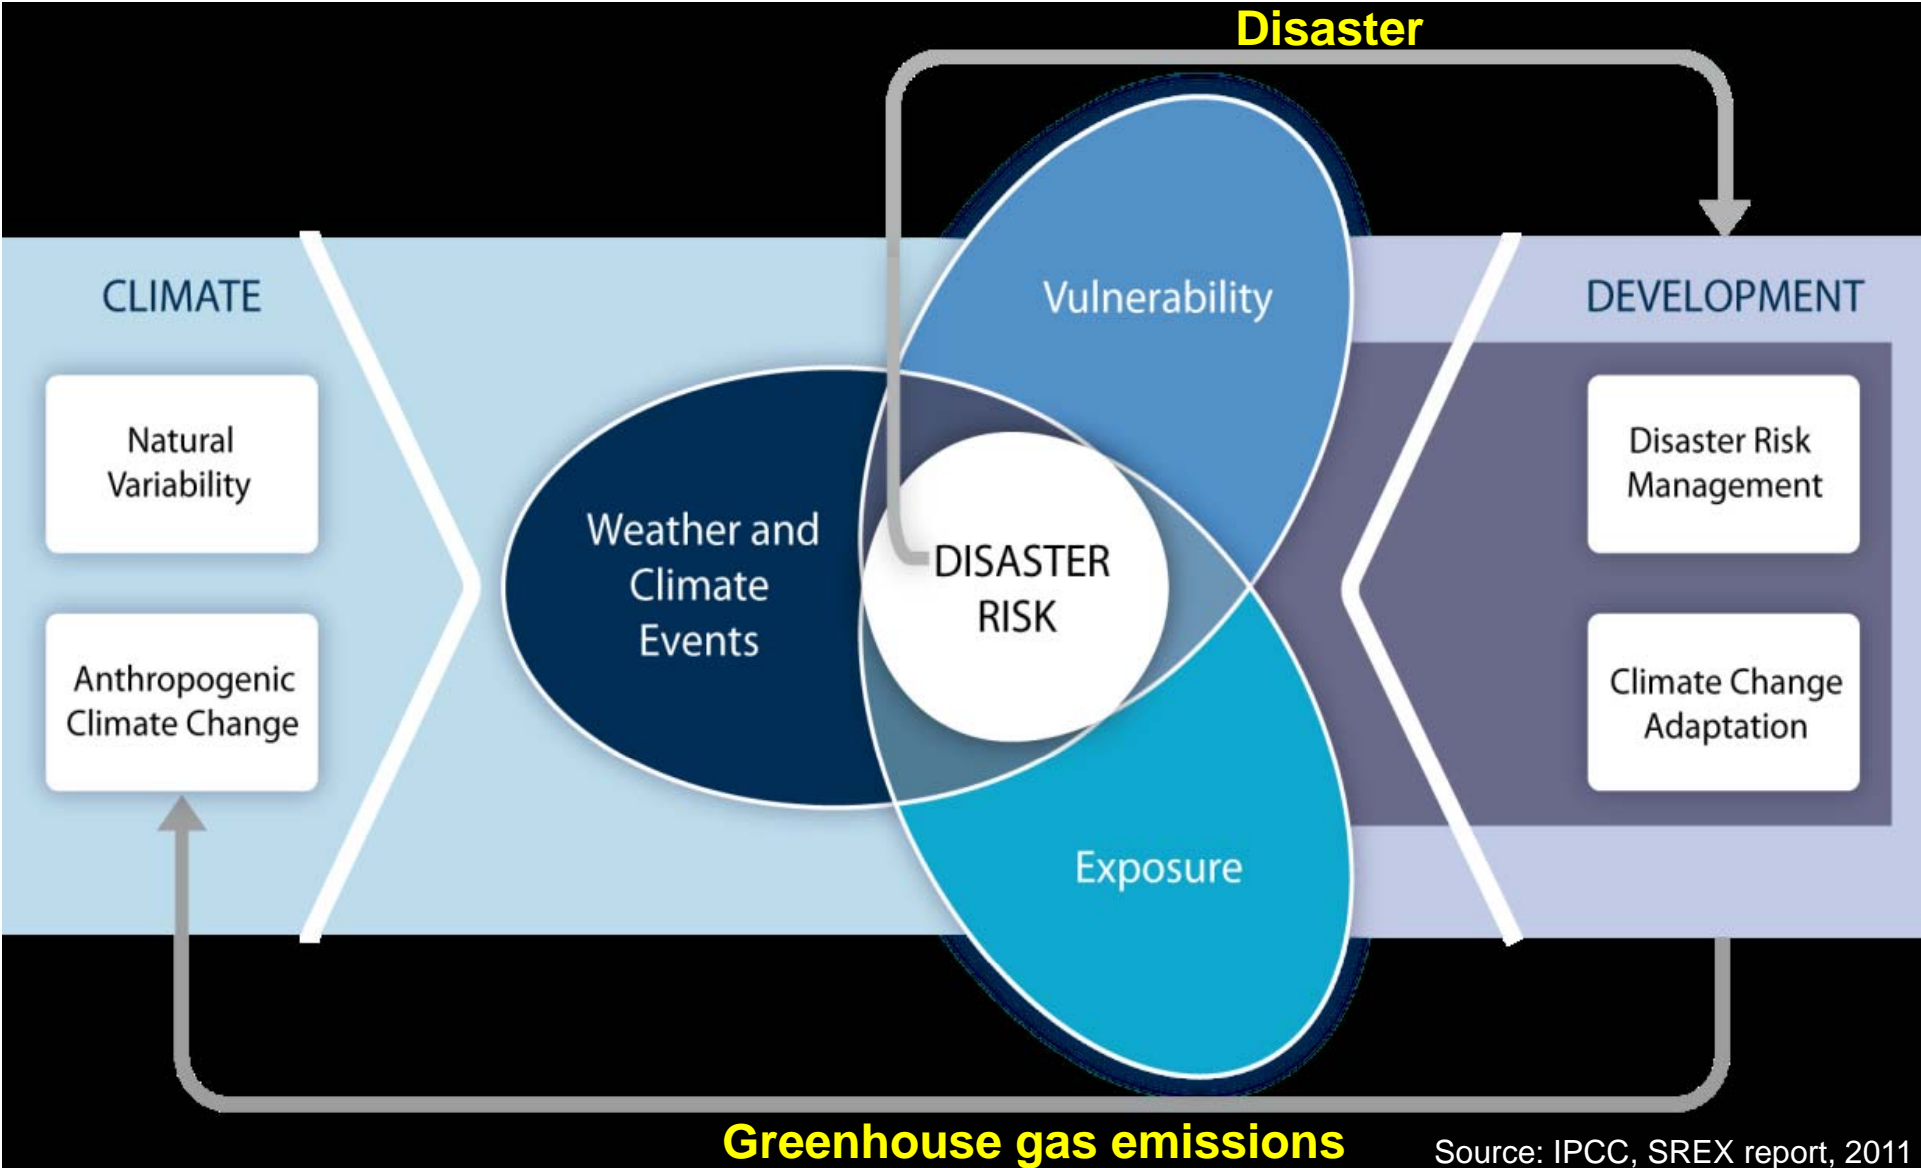 Disaster
CLIMATE
Natural
Variability
Anthropogenic
Climate Change
Weather and
Climate
Events
Vulnerability
DISASTER
RISK
Exposure
DEVELOPMENT
Disaster Risk
Management
Climate Change
Adaptation
Greenhouse gas emissions
Source: IPCC, SREX report, 2011